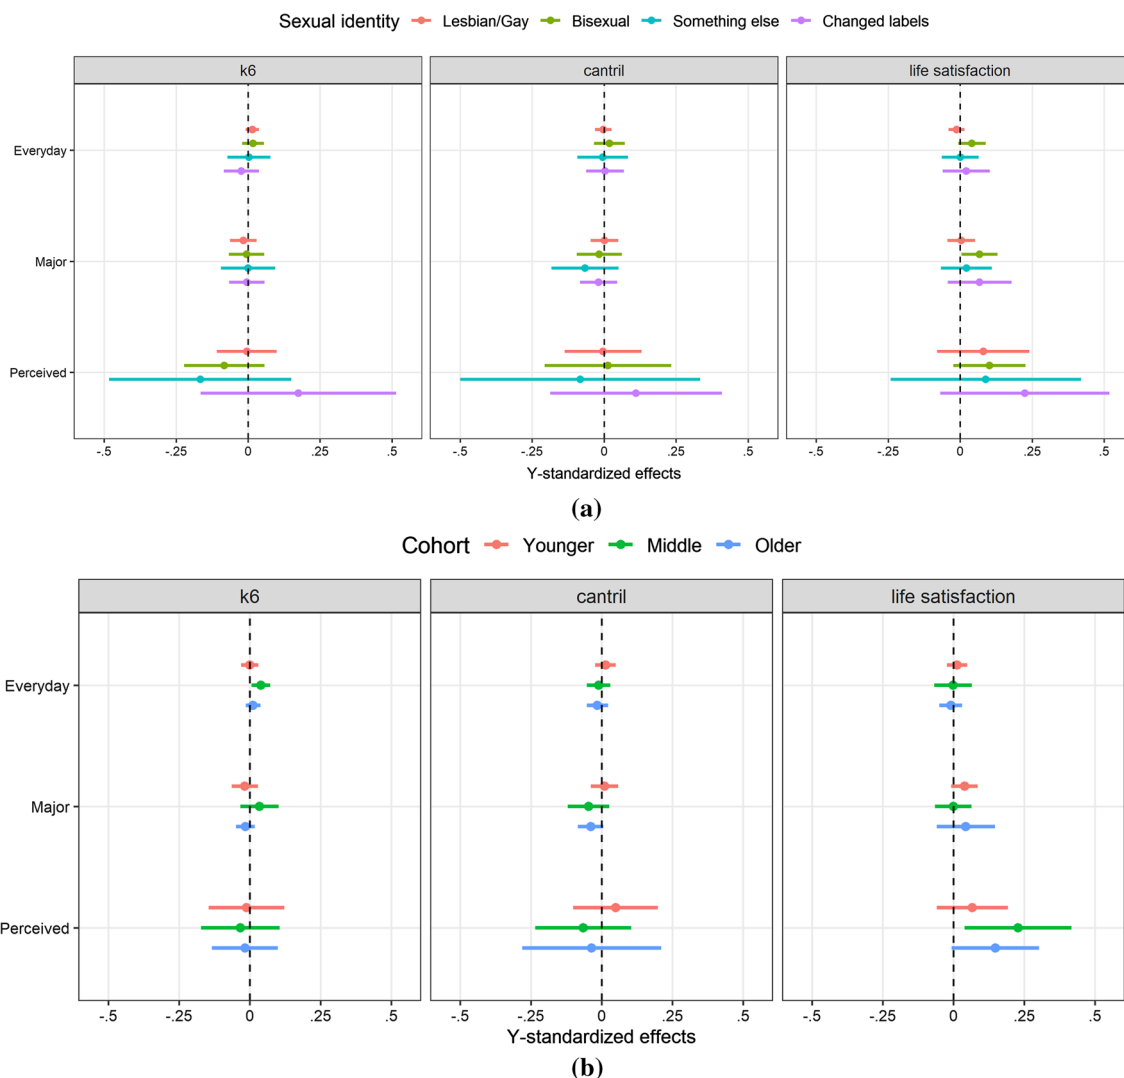 Sexual identity Lesbian/Gay Bisexual Something else Changed labels
k6 cantril life satisfaction
Everyday
Major
Perceived
-.5 -.25 0 .25 .5 -.5 -.25 0 .25 .5 -.5 -.25 0 .25 .5
Y-standardized effects
(a)
Cohort Younger Middle Older
k6 cantril life satisfaction
Everyday
Major
Perceived
-.5 -.25 0 .25 .5 -.5 -.25 0 .25 .5 -.5 -.25 0 .25 .5
Y-standardized effects
(b)